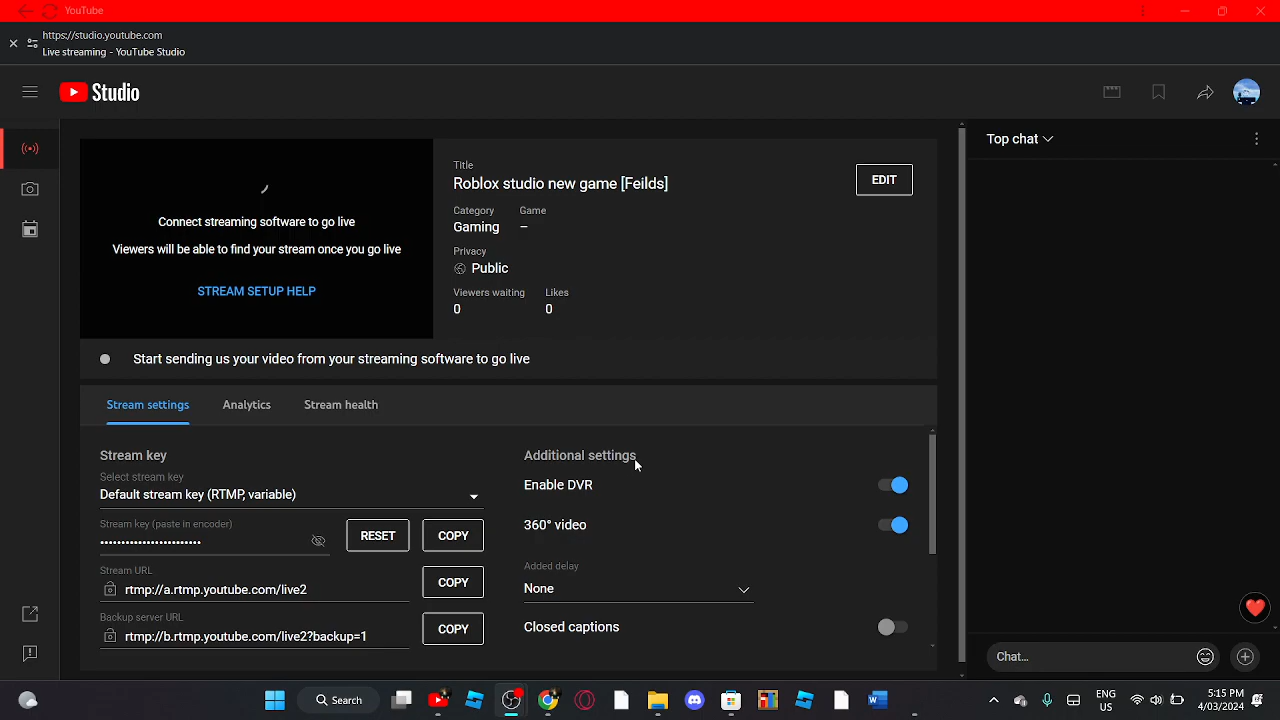 YouTube
https://studio.youtube.com
Live streaming - YouTube Studio
Studio
Connect streaming software to go live
Viewers will be able to find your stream once you go live
STREAM SETUP HELP
Title
Roblox studio new game [Feilds]
EDIT
Category
Game
Gaming
–
Privacy
Public
Viewers waiting
Likes
0
0
Start sending us your video from your streaming software to go live
Top chat
Stream settings
Analytics
Stream health
Stream key
Select stream key
Default stream key (RTMP, variable)
Stream key (paste in encoder)
••••••••••••••••••••••••
RESET
COPY
Stream URL
rtmp://a.rtmp.youtube.com/live2
COPY
Backup server URL
rtmp://b.rtmp.youtube.com/live2?backup=1
COPY
Additional settings
Enable DVR
360° video
Added delay
None
Closed captions
Chat...
Search
ENG
US
5:15 PM
4/03/2024